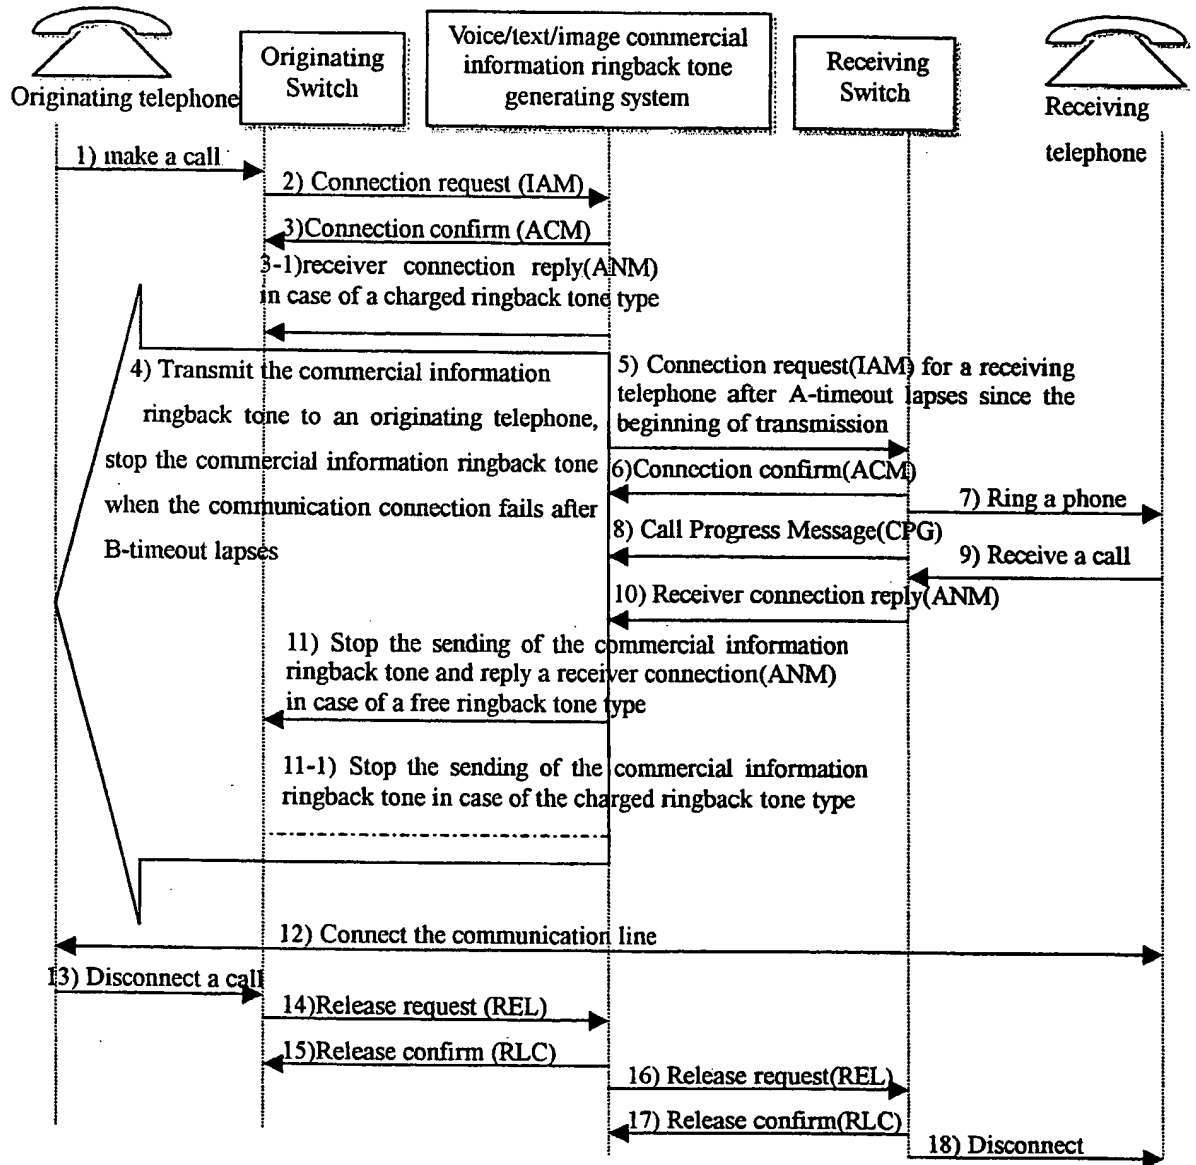 Originating telephone
Originating
Switch
Voice/text/image commercial
information ringback tone
generating system
Receiving
Switch
Receiving
telephone
1) make a call
2) Connection request (IAM)
3)Connection confirm (ACM)
3-1)receiver connection reply(ANM)
in case of a charged ringback tone type
4) Transmit the commercial information
ringback tone to an originating telephone,
stop the commercial information ringback tone
when the communication connection fails after
B-timeout lapses
5) Connection request(IAM) for a receiving
telephone after A-timeout lapses since the
beginning of transmission
6)Connection confirm(ACM)
7) Ring a phone
8) Call Progress Message(CPG)
9) Receive a call
10) Receiver connection reply(ANM)
11) Stop the sending of the commercial information
ringback tone and reply a receiver connection(ANM)
in case of a free ringback tone type
11-1) Stop the sending of the commercial information
ringback tone in case of the charged ringback tone type
12) Connect the communication line
13) Disconnect a call
14)Release request (REL)
15)Release confirm (RLC)
16) Release request(REL)
17) Release confirm(RLC)
18) Disconnect